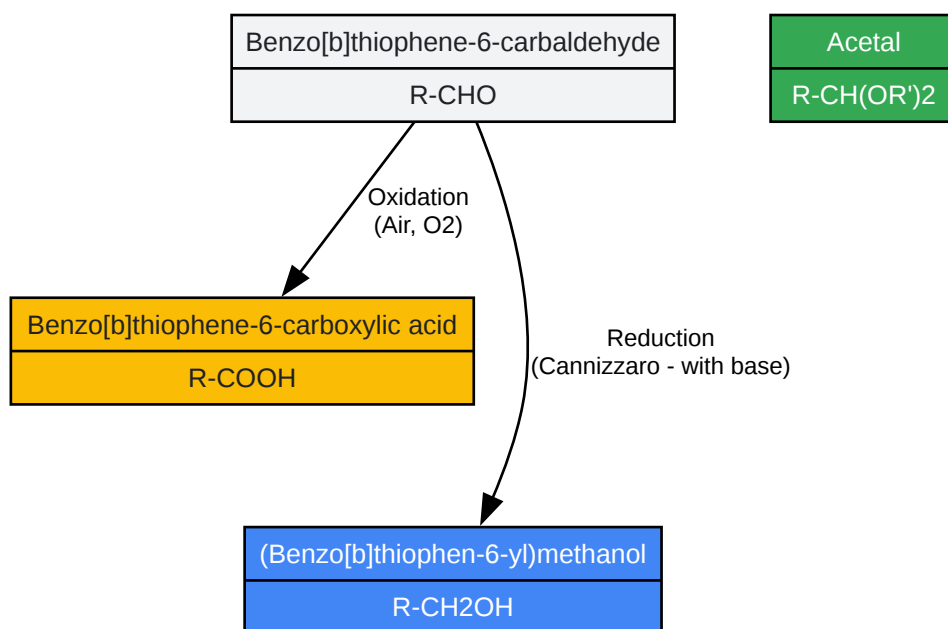 Benzo[b]thiophene-6-carbaldehyde
R-CHO
Acetal
R-CH(OR')2
Oxidation
(Air, O2)
Benzo[b]thiophene-6-carboxylic acid
R-COOH
Reduction
(Cannizzaro - with base)
(Benzo[b]thiophen-6-yl)methanol
R-CH2OH